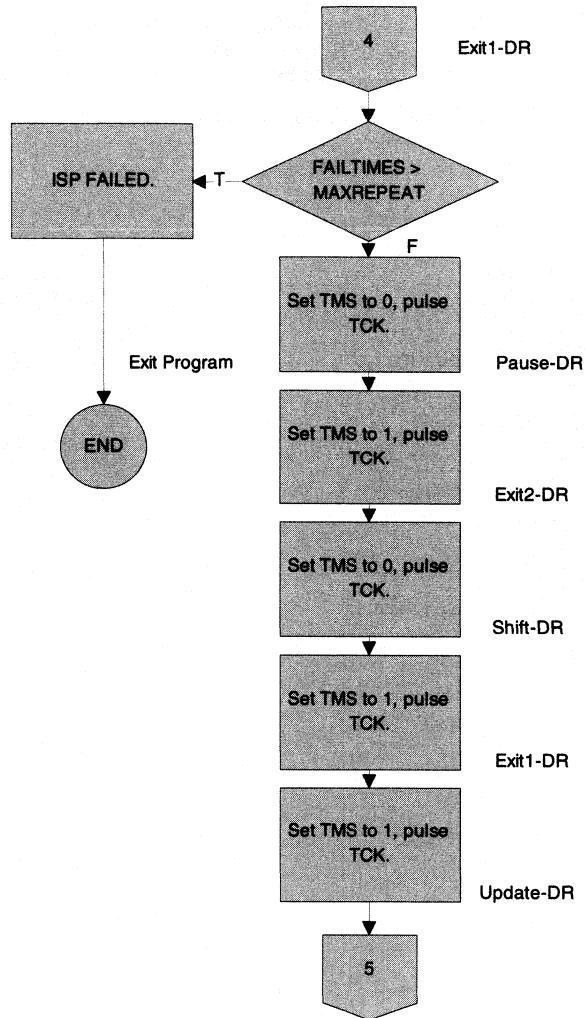 4
Exit1-DR
FAILTIMES >
MAXREPEAT
T
ISP FAILED.
F
Set TMS to 0, pulse
TCK.
Pause-DR
Exit Program
END
Set TMS to 1, pulse
TCK.
Exit2-DR
Set TMS to 0, pulse
TCK.
Shift-DR
Set TMS to 1, pulse
TCK.
Exit1-DR
Set TMS to 1, pulse
TCK.
Update-DR
5